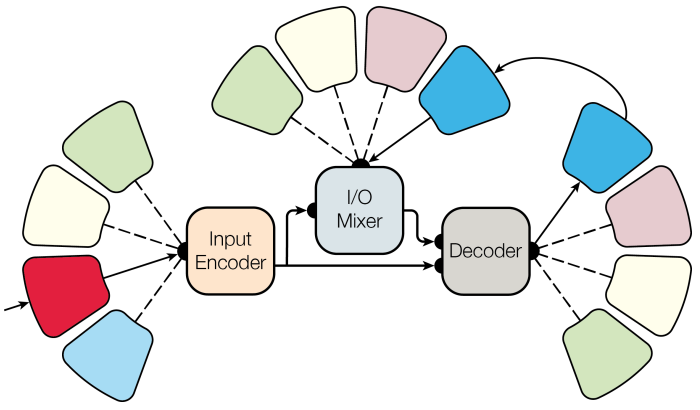 Input
Encoder
I/O
Mixer
Decoder